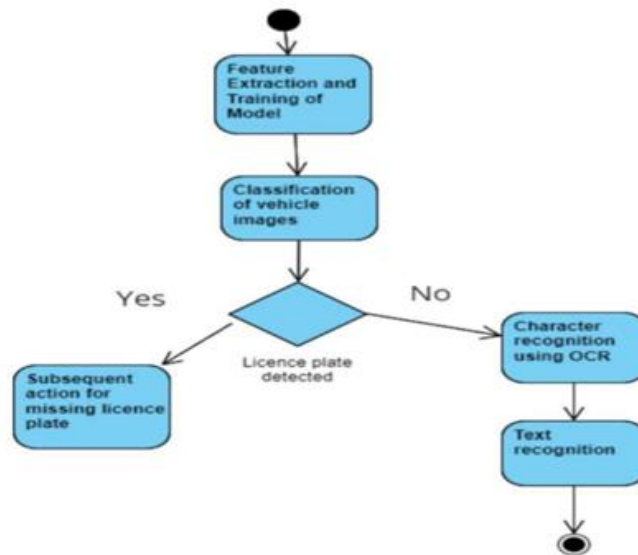 Feature
Extraction and
Training of
Model
Classification
of vehicle
images
Yes
No
Licence plate
detected
Subsequent
action for
missing licence
plate
Character
recognition
using OCR
Text
recognition